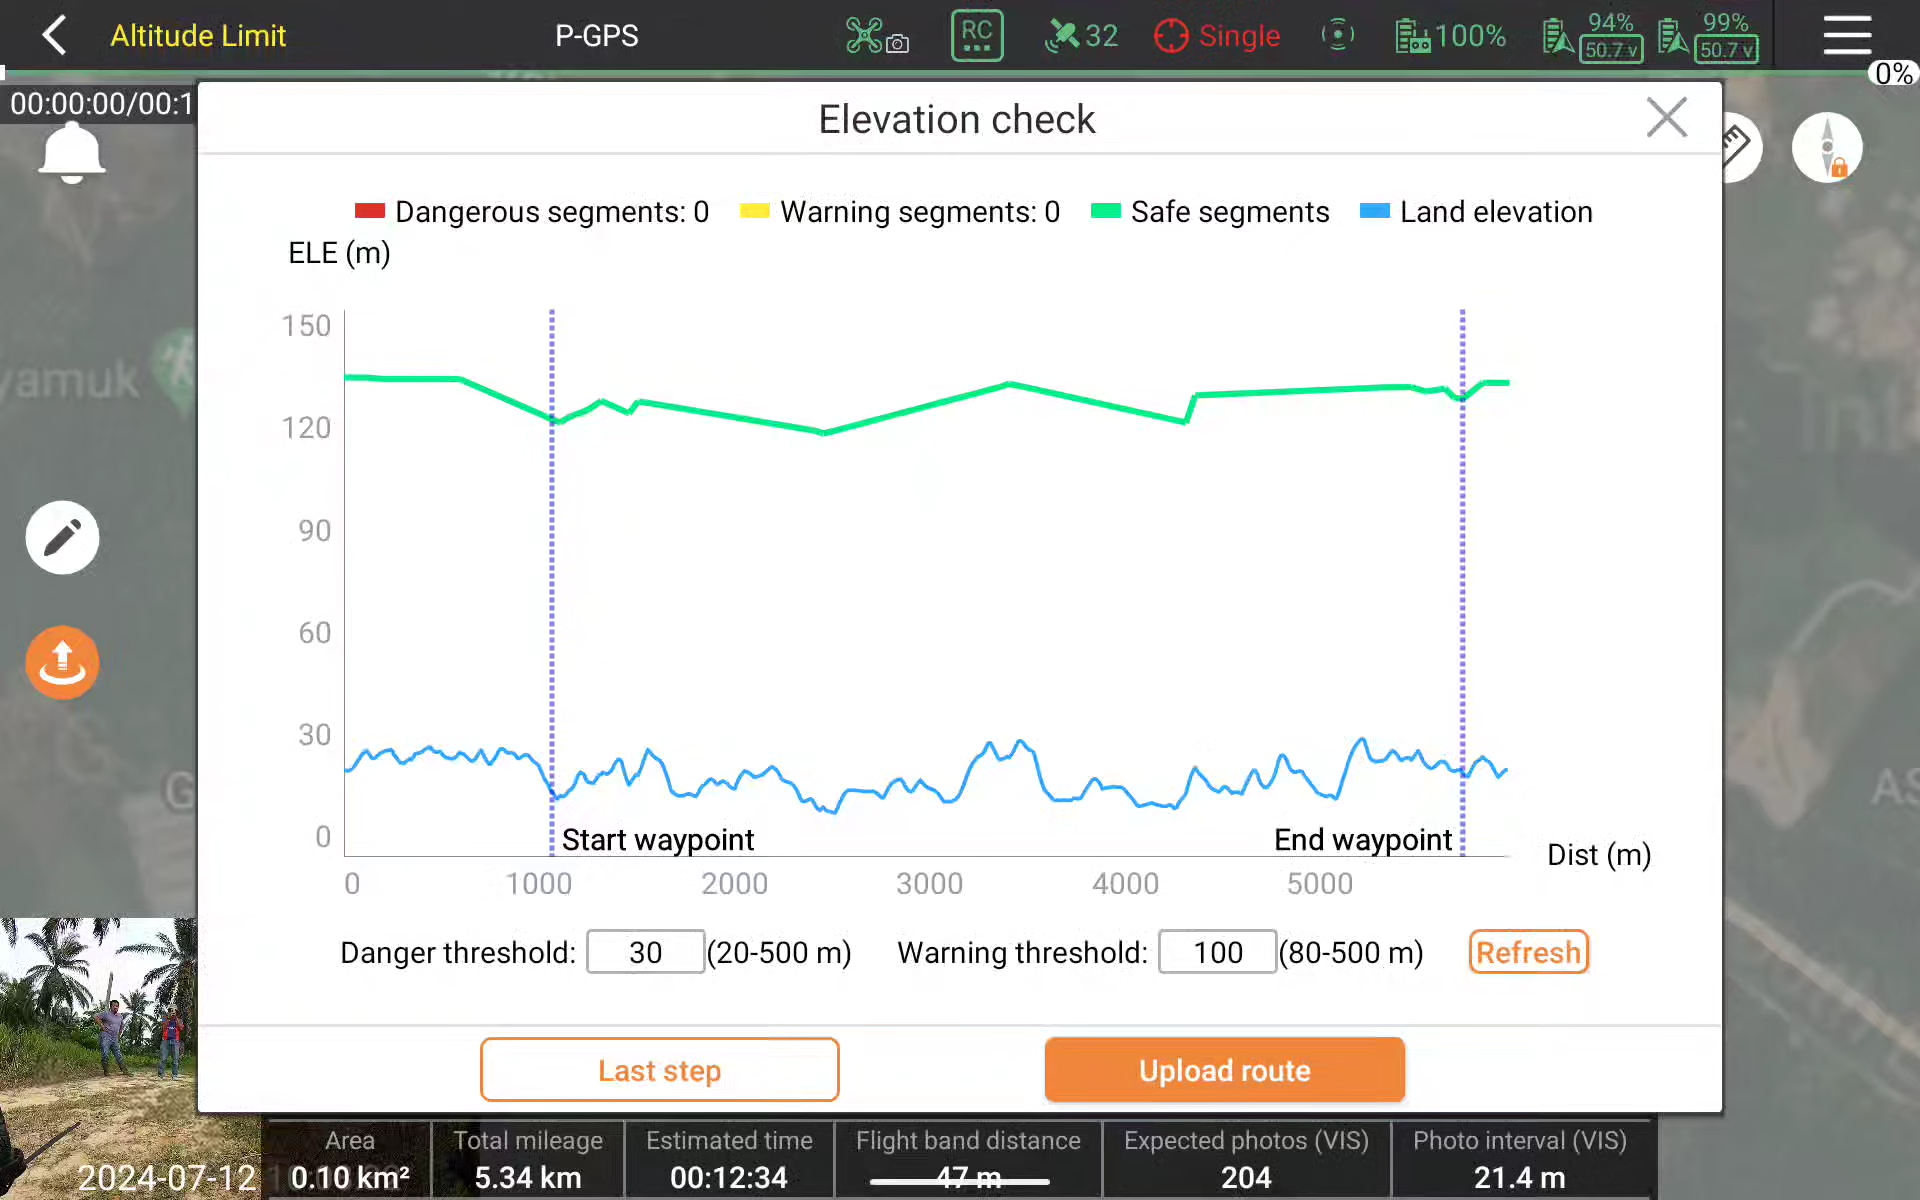 Altitude Limit
P-GPS
RC
32
Single
100%
94%
50.7 v
99%
50.7 v
0%
00:00:00/00:1
Elevation check
Dangerous segments: 0
Warning segments: 0
Safe segments
Land elevation
ELE (m)
150
120
90
60
30
0
Start waypoint
End waypoint
Dist (m)
0
1000
2000
3000
4000
5000
Danger threshold: 30 (20-500 m)
Warning threshold: 100 (80-500 m)
Refresh
Last step
Upload route
yamuk
G
AS
2024-07-12
Area
0.10 km²
Total mileage
5.34 km
Estimated time
00:12:34
Flight band distance
47 m
Expected photos (VIS)
204
Photo interval (VIS)
21.4 m